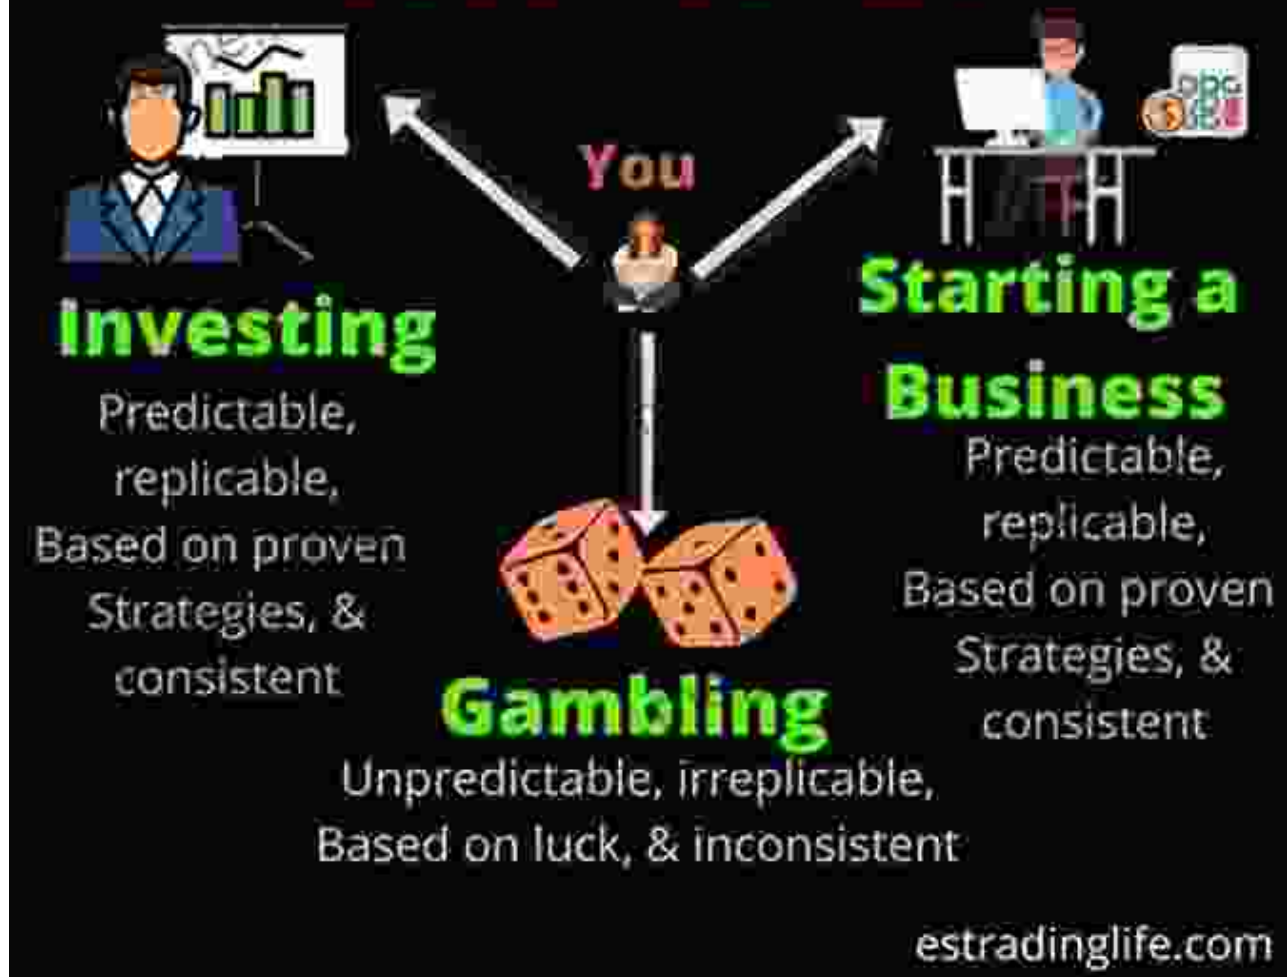 You
Investing
Predictable,
replicable,
Based on proven
Strategies, &
consistent
Starting a
Business
Predictable,
replicable,
Based on proven
Strategies, &
consistent
Gambling
Unpredictable, irreplicable,
Based on luck, & inconsistent
estradinglife.com